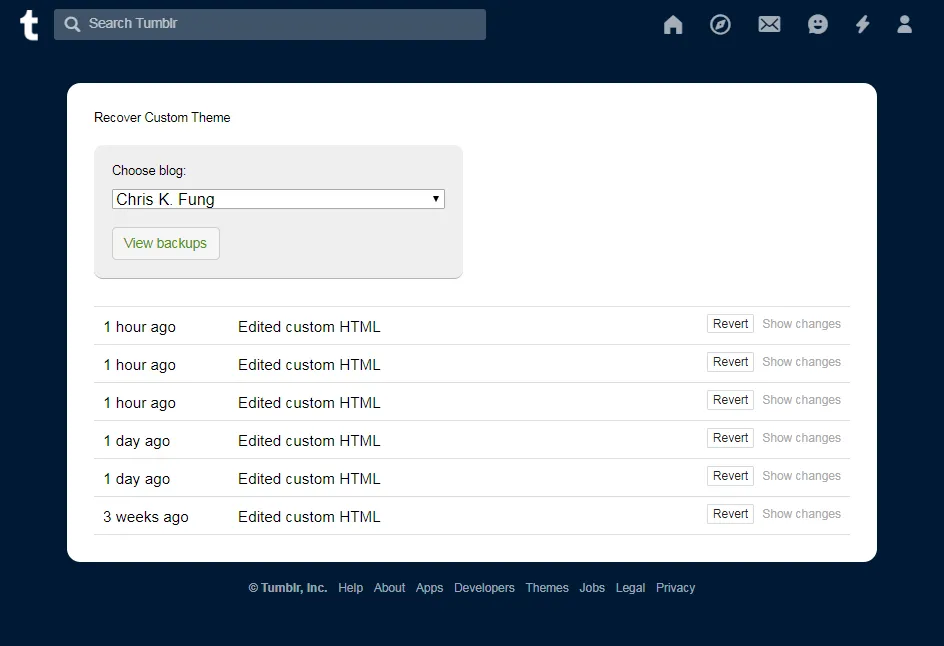 t Search Tumblr
Recover Custom Theme
Choose blog:
Chris K. Fung
View backups
1 hour ago Edited custom HTML Revert Show changes
1 hour ago Edited custom HTML Revert Show changes
1 hour ago Edited custom HTML Revert Show changes
1 day ago Edited custom HTML Revert Show changes
1 day ago Edited custom HTML Revert Show changes
3 weeks ago Edited custom HTML Revert Show changes
© Tumblr, Inc. Help About Apps Developers Themes Jobs Legal Privacy